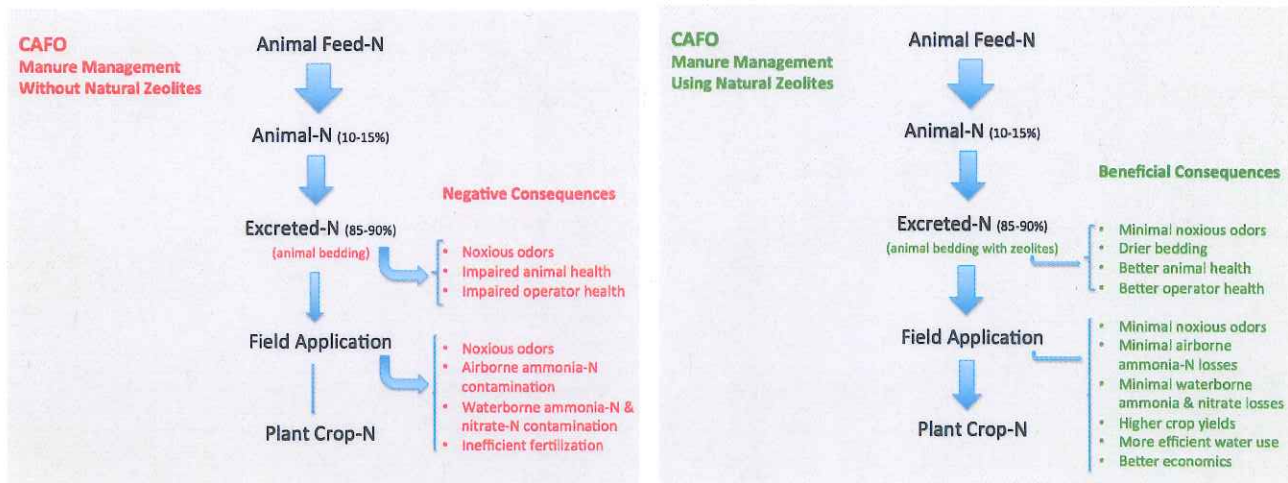 CAFO
Manure Management
Without Natural Zeolites
Animal Feed-N
Animal-N (10-15%)
Excreted-N (85-90%)
(animal bedding)
Negative Consequences
• Noxious odors
• Impaired animal health
• Impaired operator health
Field Application
• Noxious odors
• Airborne ammonia-N
contamination
• Waterborne ammonia-N &
nitrate-N contamination
• Inefficient fertilization
Plant Crop-N
CAFO
Manure Management
Using Natural Zeolites
Animal Feed-N
Animal-N (10-15%)
Excreted-N (85-90%)
(animal bedding with zeolites)
Beneficial Consequences
• Minimal noxious odors
• Drier bedding
• Better animal health
• Better operator health
Field Application
• Minimal noxious odors
• Minimal airborne
ammonia-N losses
• Minimal waterborne
ammonia & nitrate losses
• Higher crop yields
• More efficient water use
• Better economics
Plant Crop-N